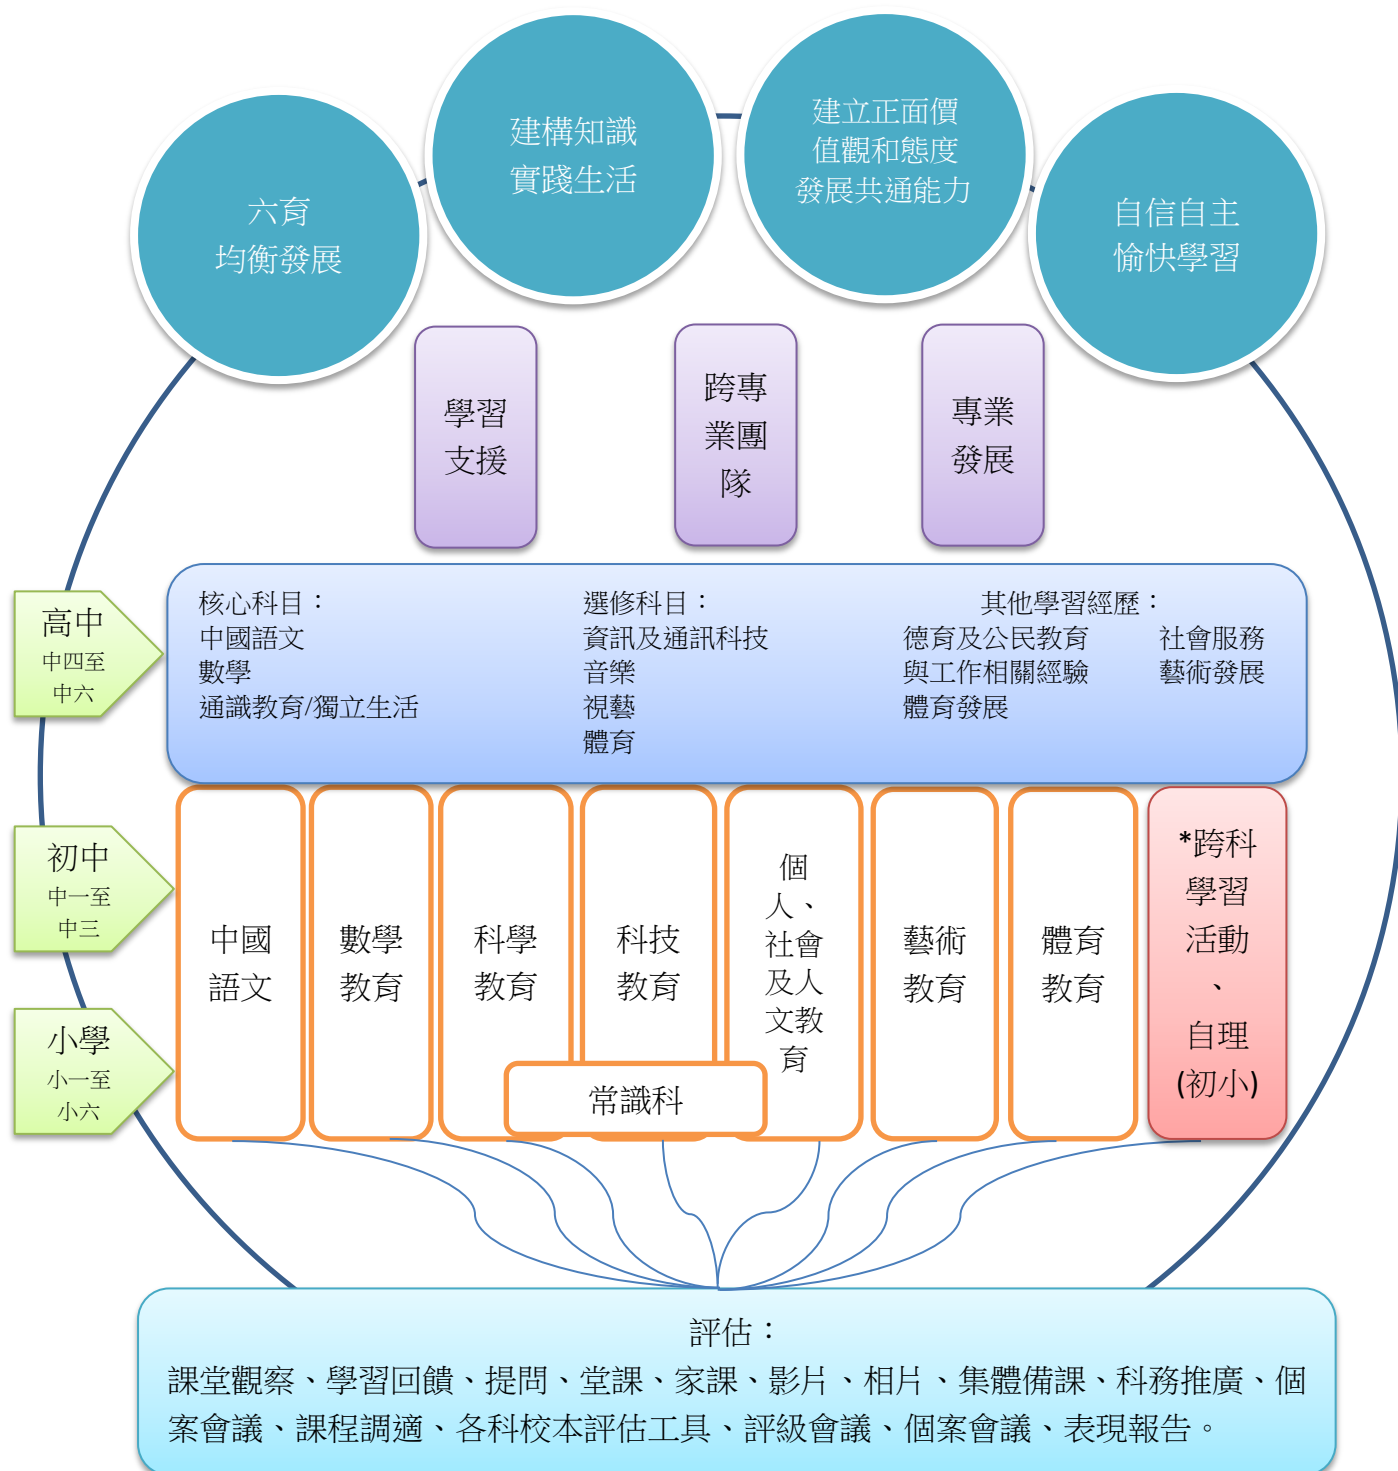 六育
均衡發展
建構知識
實踐生活
建立正面價
值觀和態度
發展共通能力
自信自主
愉快學習
學習
支援
跨專
業團
隊
專業
發展
高中
中四至
中六
核心科目：
中國語文
數學
通識教育/獨立生活
選修科目：
資訊及通訊科技
音樂
視藝
體育
其他學習經歷：
德育及公民教育 社會服務
與工作相關經驗 藝術發展
體育發展
初中
中一至
中三
小學
小一至
小六
中國
語文
數學
教育
科學
教育
科技
教育
個
人、
社會
及人
文教
育
常識科
藝術
教育
體育
教育
*跨科
學習
活動
、
自理
(初小)
評估：
課堂觀察、學習回饋、提問、堂課、家課、影片、相片、集體備課、科務推廣、個
案會議、課程調適、各科校本評估工具、評級會議、個案會議、表現報告。